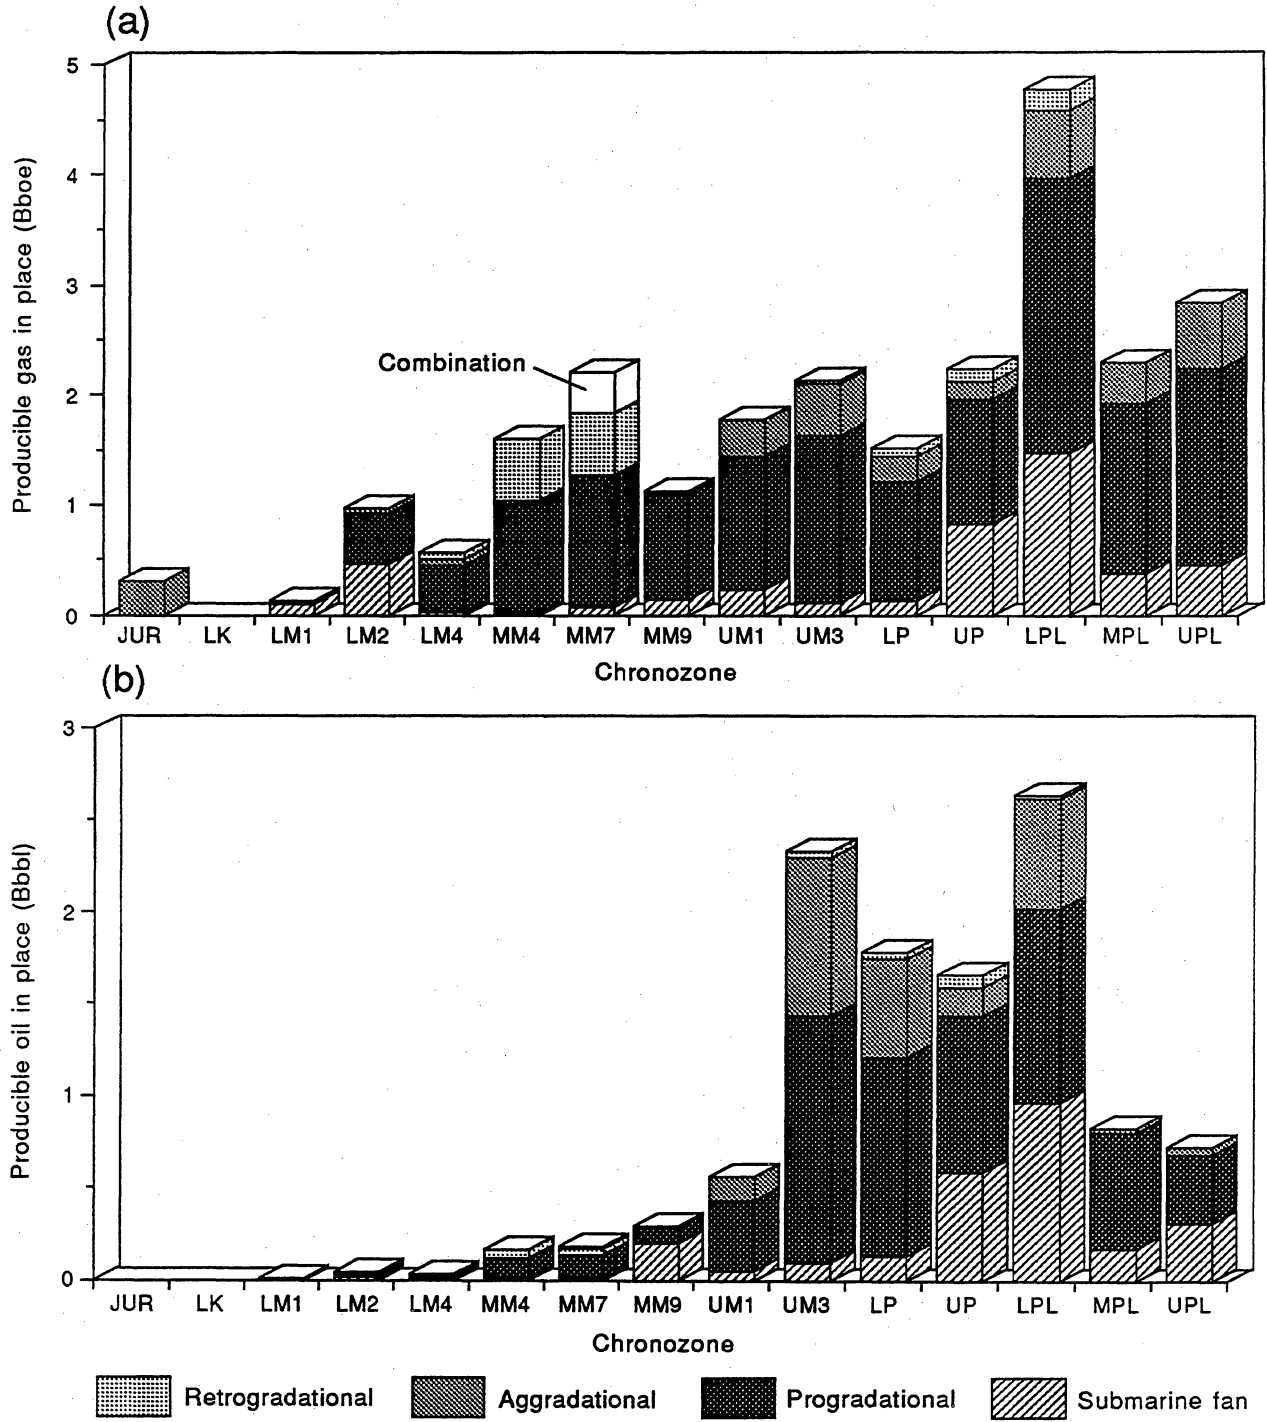 (a)
Producible gas in place (Bboe)
5
4
3
2
1
0
Combination
JUR LK LM1 LM2 LM4 MM4 MM7 MM9 UM1 UM3 LP UP LPL MPL UPL
Chronozone
(b)
Producible oil in place (Bbbl)
3
2
1
0
JUR LK LM1 LM2 LM4 MM4 MM7 MM9 UM1 UM3 LP UP LPL MPL UPL
Chronozone
Retrogradational Aggradational Progradational Submarine fan